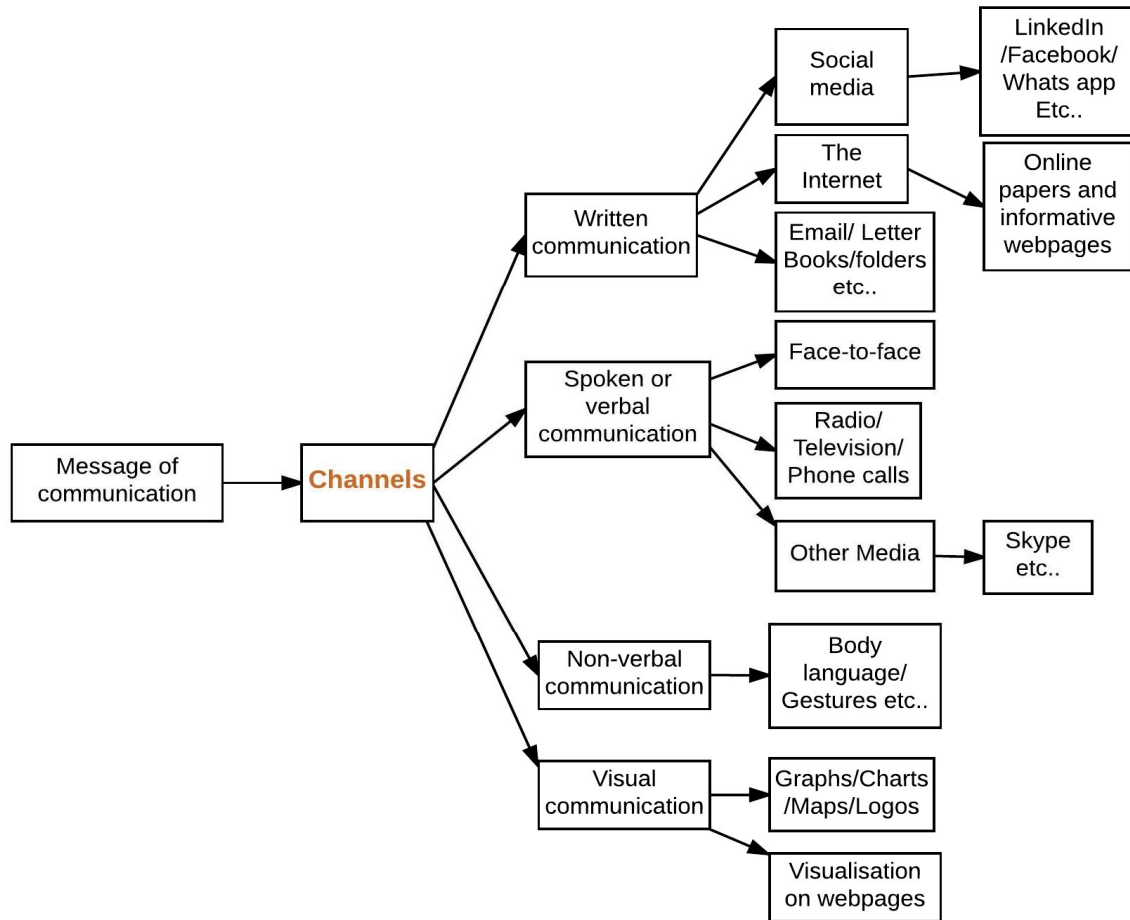 Message of
communication
Channels
Written
communication
Social
media
LinkedIn
/Facebook/
Whats app
Etc..
The
Internet
Online
papers and
informative
webpages
Email/ Letter
Books/folders
etc..
Spoken or
verbal
communication
Face-to-face
Radio/
Television/
Phone calls
Other Media
Skype
etc..
Non-verbal
communication
Body
language/
Gestures etc..
Visual
communication
Graphs/Charts
/Maps/Logos
Visualisation
on webpages